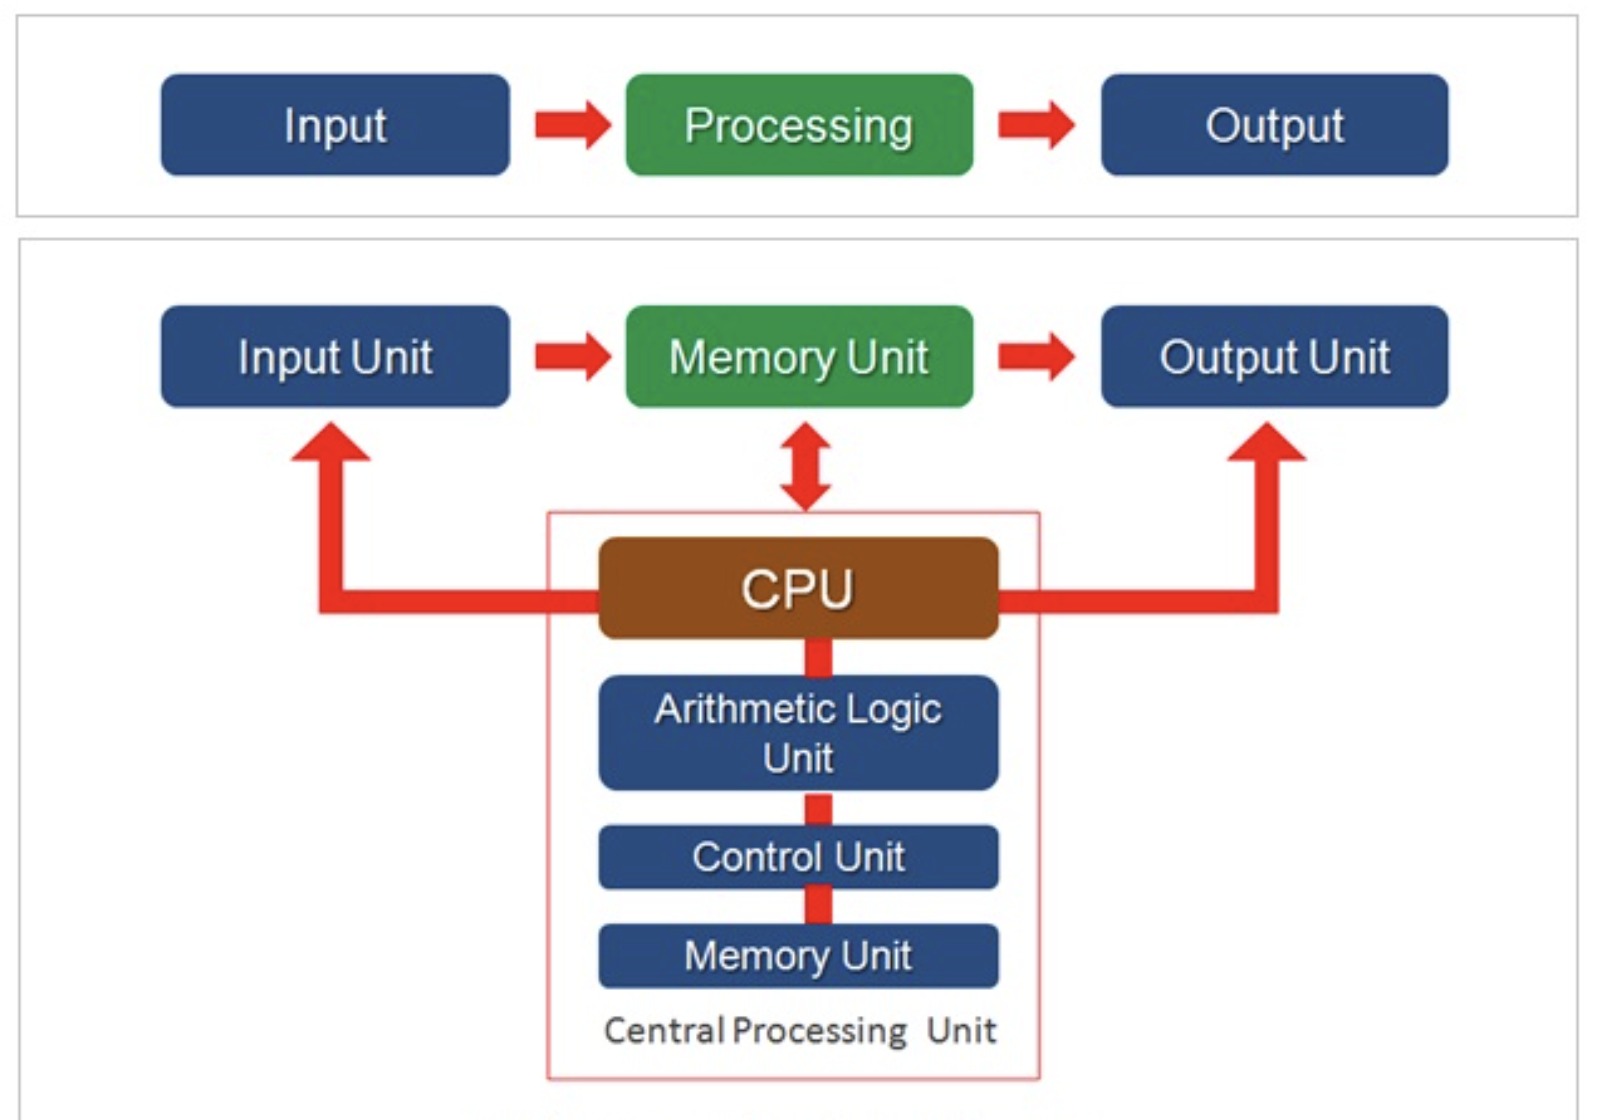 Input
Processing
Output
Input Unit
Memory Unit
Output Unit
CPU
Arithmetic Logic
Unit
Control Unit
Memory Unit
Central Processing Unit